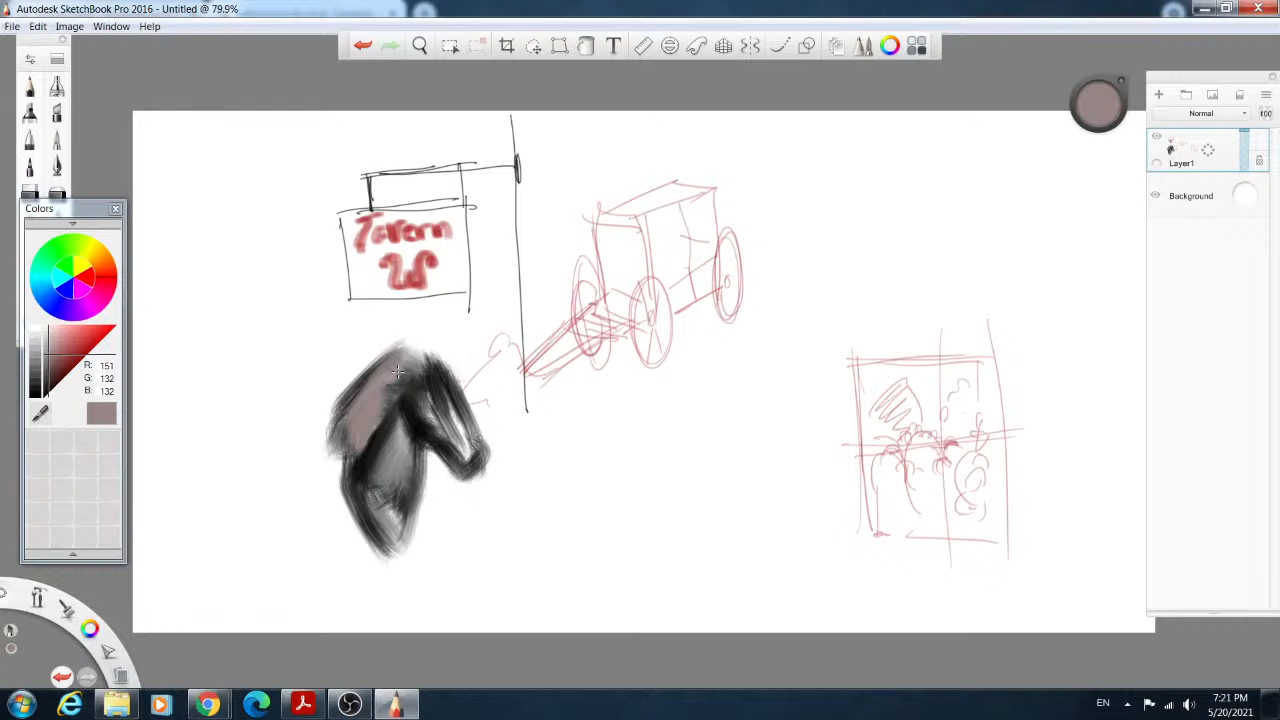 Autodesk SketchBook Pro 2016 - Untitled @ 79.9%
File Edit Image Window Help
T
Normal
100
Layer1
Background
Colors
R: 151
G: 132
B: 132
Tavern
EN
7:21 PM
5/20/2021